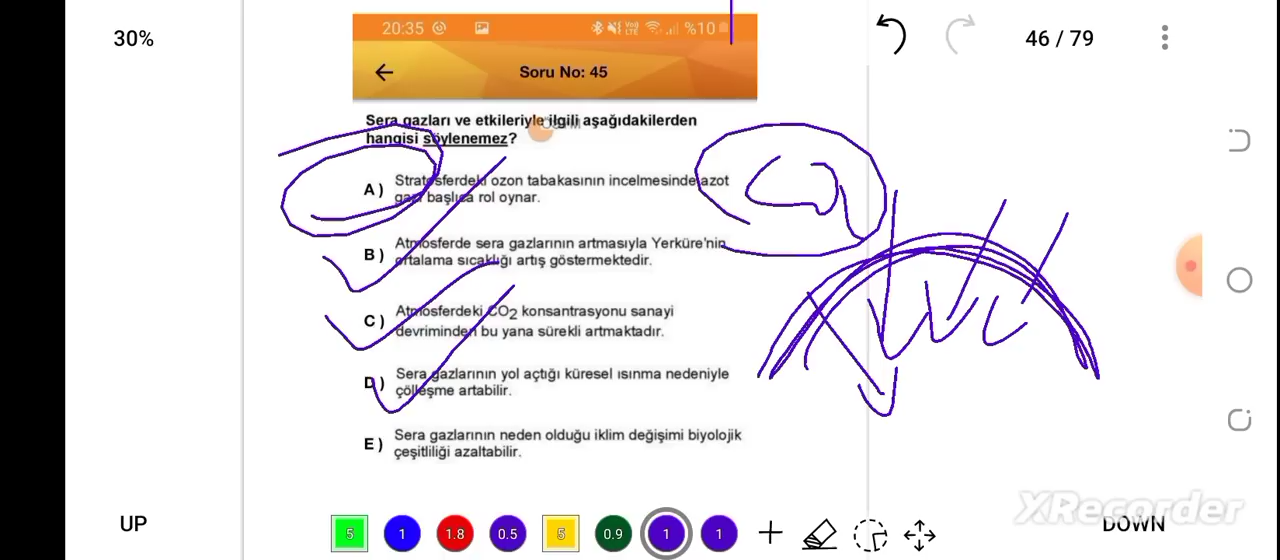 30%
20:35
%10
46 / 79
Soru No: 45
Sera gazları ve etkileriyle ilgili aşağıdakilerden
hangisi söylenemez?
A) Stratosferdeki ozon tabakasının incelmesinde azot
gazı başlıca rol oynar.
B) Atmosferde sera gazlarının artmasıyla Yerküre'nin
ortalama sıcaklığı artış göstermektedir.
C) Atmosferdeki CO2 konsantrasyonu sanayi
devriminden bu yana sürekli artmaktadır.
D) Sera gazlarının yol açtığı küresel ısınma nedeniyle
çölleşme artabilir.
E) Sera gazlarının neden olduğu iklim değişimi biyolojik
çeşitliliği azaltabilir.
XRecorder
UP
5 1 1.8 0.5 5 0.9 1 1
DOWN